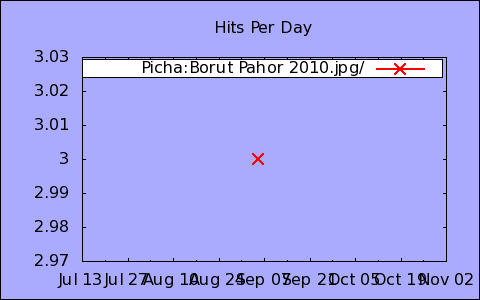 Hits Per Day
3.03
Picha:Borut Pahor 2010.jpg/
3.02
3.01
3
2.99
2.98
2.97
Jul 13 Jul 27 Aug 10 Aug 24 Sep 07 Sep 21 Oct 05 Oct 19 Nov 02